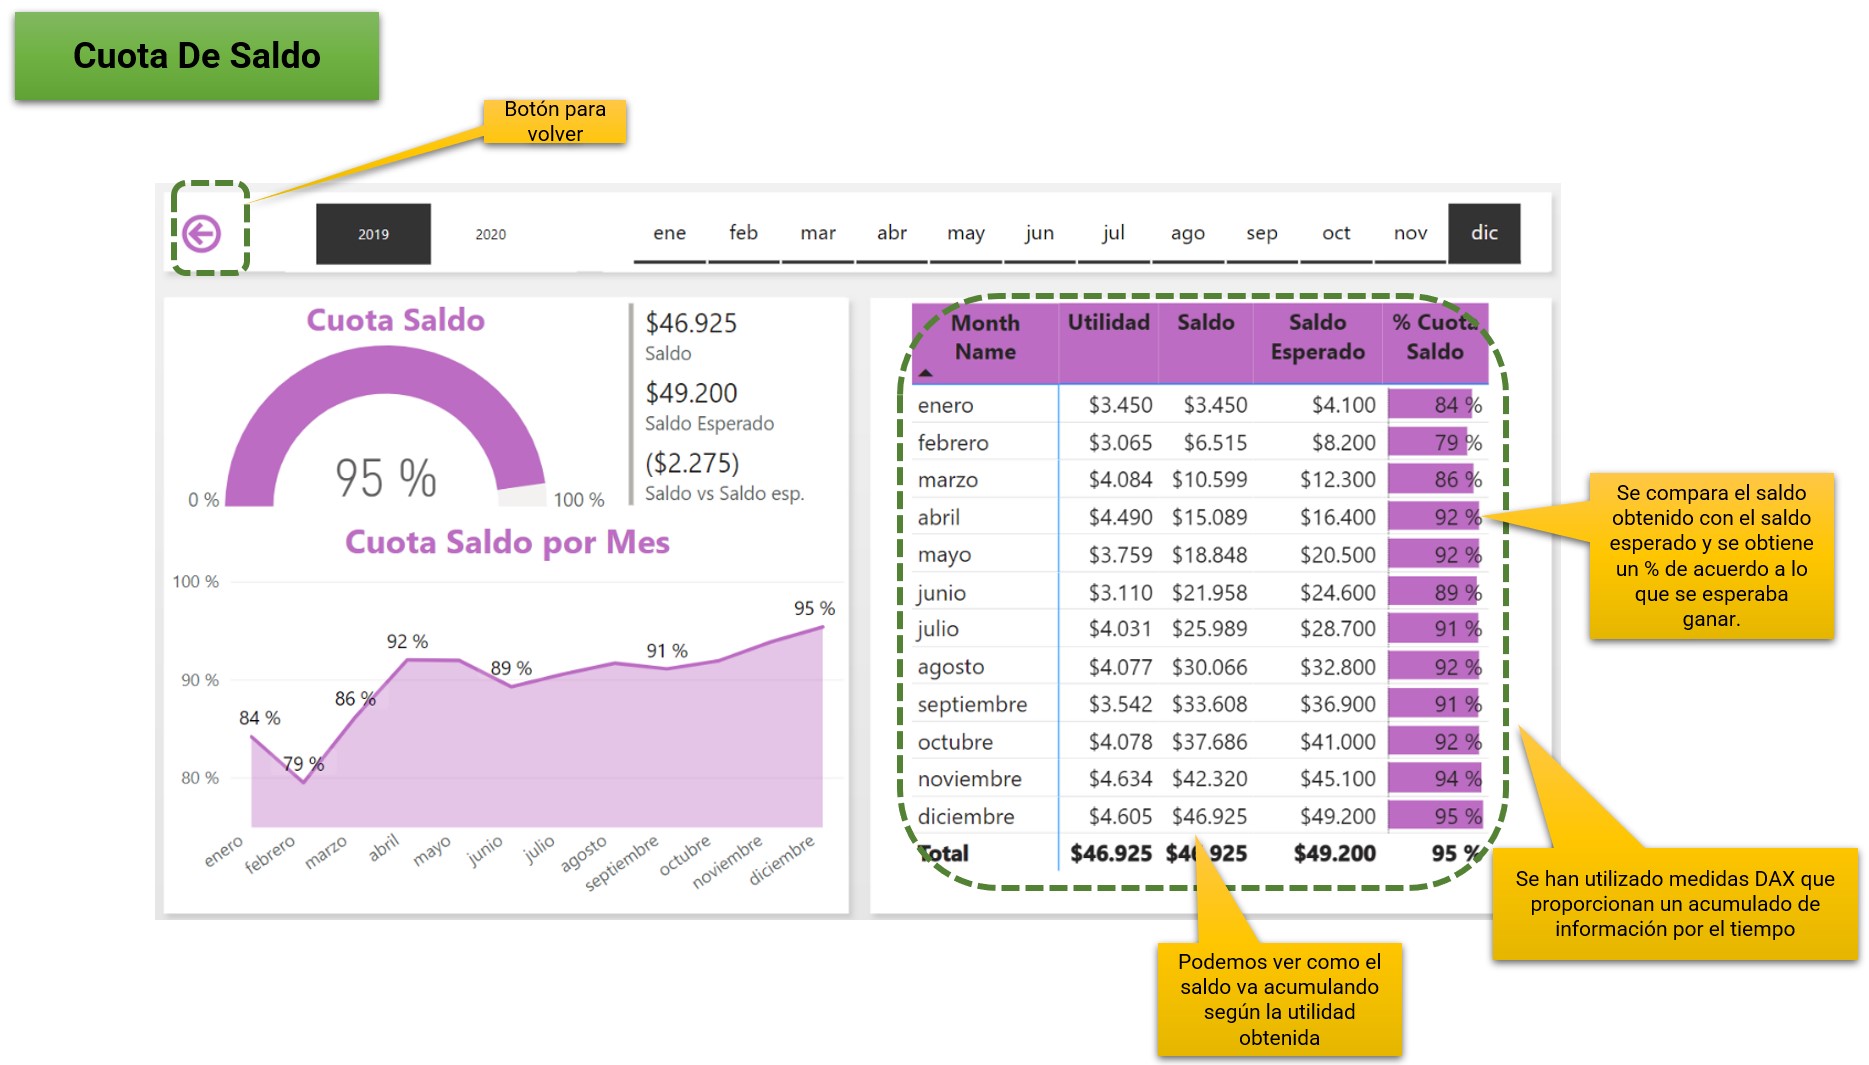 Cuota De Saldo
Botón para
volver
2019
2020
ene feb mar abr may jun jul ago sep oct nov dic
Cuota Saldo
95 %
0 %
100 %
$46.925
Saldo
$49.200
Saldo Esperado
($2.275)
Saldo vs Saldo esp.
Cuota Saldo por Mes
100 %
90 %
80 %
84 %
79 %
86 %
92 %
89 %
91 %
95 %
enero febrero marzo abril mayo junio julio agosto septiembre octubre noviembre diciembre
Month Utilidad Saldo Saldo % Cuota
Name Esperado Saldo
enero $3.450 $3.450 $4.100 84 %
febrero $3.065 $6.515 $8.200 79 %
marzo $4.084 $10.599 $12.300 86 %
abril $4.490 $15.089 $16.400 92 %
mayo $3.759 $18.848 $20.500 92 %
junio $3.110 $21.958 $24.600 89 %
julio $4.031 $25.989 $28.700 91 %
agosto $4.077 $30.066 $32.800 92 %
septiembre $3.542 $33.608 $36.900 91 %
octubre $4.078 $37.686 $41.000 92 %
noviembre $4.634 $42.320 $45.100 94 %
diciembre $4.605 $46.925 $49.200 95 %
Total $46.925 $46.925 $49.200 95 %
Se compara el saldo
obtenido con el saldo
esperado y se obtiene
un % de acuerdo a lo
que se esperaba
ganar.
Se han utilizado medidas DAX que
proporcionan un acumulado de
información por el tiempo
Podemos ver como el
saldo va acumulando
según la utilidad
obtenida